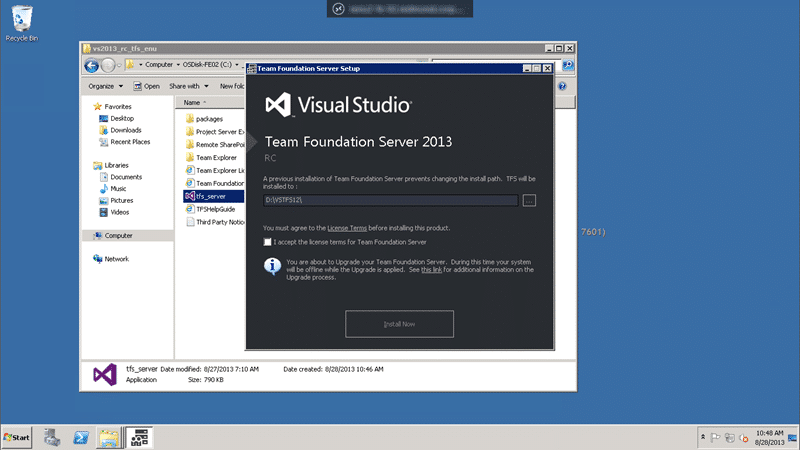 Recycle Bin
vs2013_rc_tfs_enu
Computer
OSDisk-FE02 (C:)
Organize
Open
Share with
New fold
Favorites
Desktop
Downloads
Recent Places
Libraries
Documents
Music
Pictures
Videos
Computer
Network
Name
packages
Project Server Ex
Remote SharePoi
Team Explorer
Team Explorer Lic
Team Foundation
tfs_server
TFSHelpGuide
Third Party Notice
Team Foundation Server Setup
Visual Studio
Team Foundation Server 2013
RC
A previous installation of Team Foundation Server prevents changing the install path. TFS will be
installed to :
D:\VSTFS12\
...
You must agree to the License Terms before installing this product.
I accept the license terms for Team Foundation Server
You are about to Upgrade your Team Foundation Server. During this time your system
will be offline while the Upgrade is applied. See this link for additional information on the
Upgrade process.
Install Now
7601)
tfs_server Date modified: 8/27/2013 7:10 AM Date created: 8/28/2013 10:46 AM
Application Size: 790 KB
Start
10:48 AM
8/28/2013